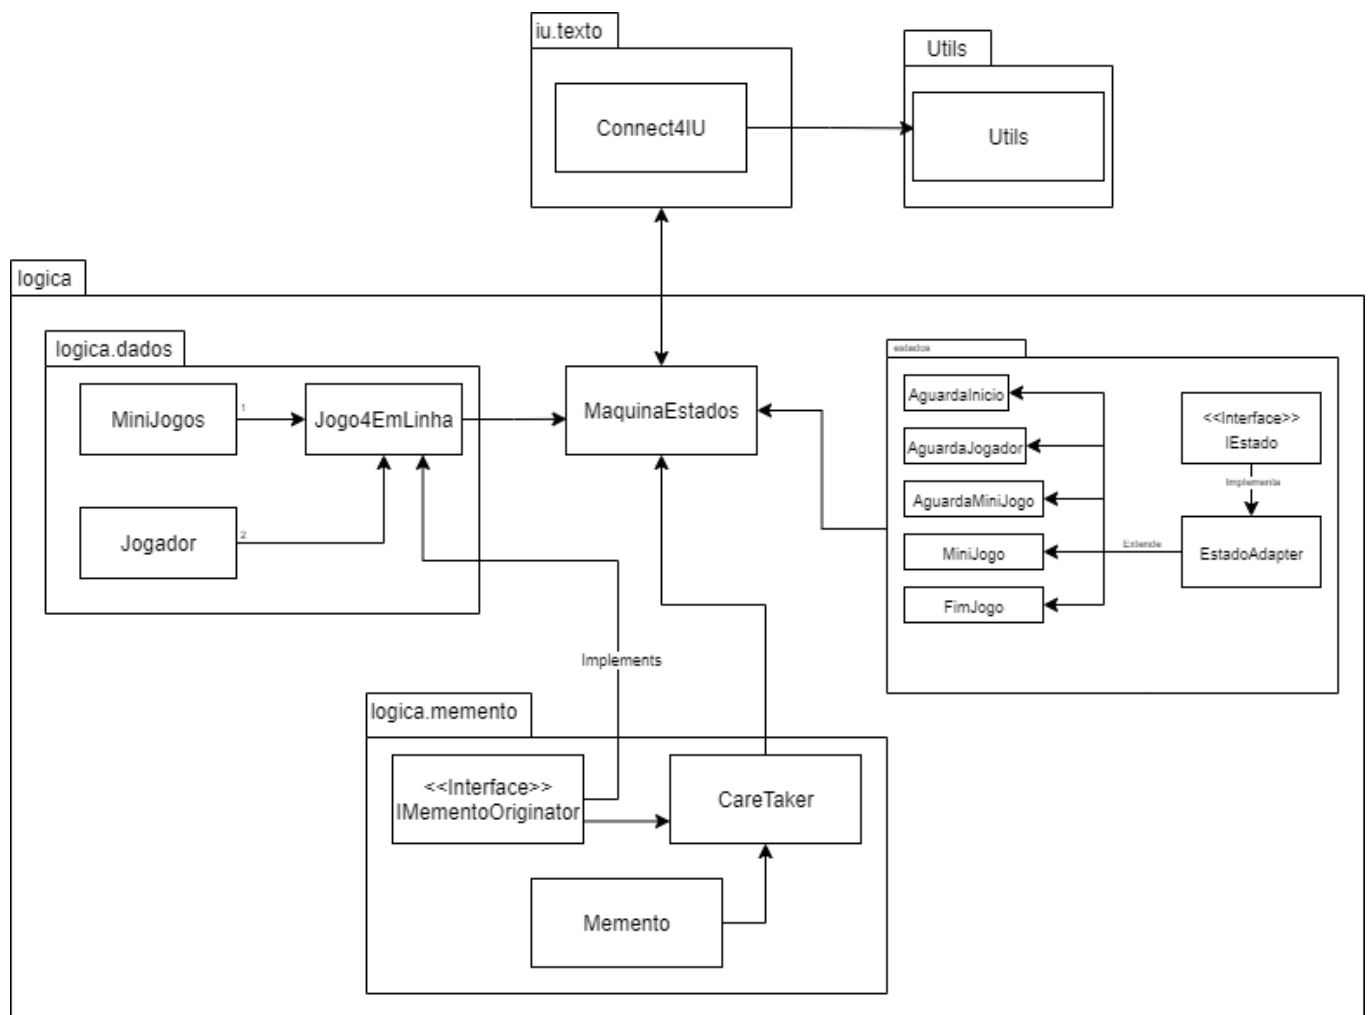 iu.texto
Utils
Connect4IU
Utils
logica
logica.dados
MiniJogos
1
Jogo4EmLinha
MaquinaEstados
Jogador
2
estados
AguardaInicio
AguardaJogador
AguardaMiniJogo
MiniJogo
FimJogo
<<Interface>>
IEstado
Implementa
Extende
EstadoAdapter
Implements
logica.memento
<<Interface>>
IMementoOriginator
CareTaker
Memento